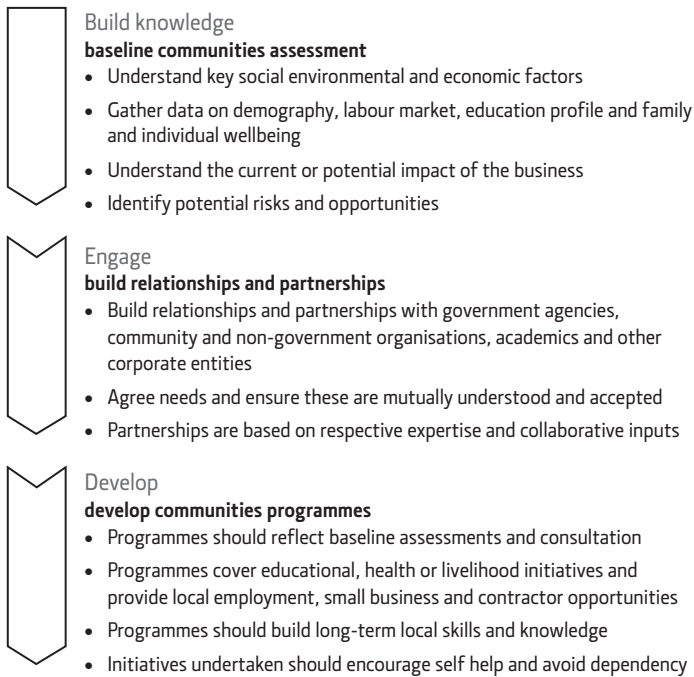 Build knowledge
baseline communities assessment
• Understand key social environmental and economic factors
• Gather data on demography, labour market, education profile and family
and individual wellbeing
• Understand the current or potential impact of the business
• Identify potential risks and opportunities
Engage
build relationships and partnerships
• Build relationships and partnerships with government agencies,
community and non-government organisations, academics and other
corporate entities
• Agree needs and ensure these are mutually understood and accepted
• Partnerships are based on respective expertise and collaborative inputs
Develop
develop communities programmes
• Programmes should reflect baseline assessments and consultation
• Programmes cover educational, health or livelihood initiatives and
provide local employment, small business and contractor opportunities
• Programmes should build long-term local skills and knowledge
• Initiatives undertaken should encourage self help and avoid dependency